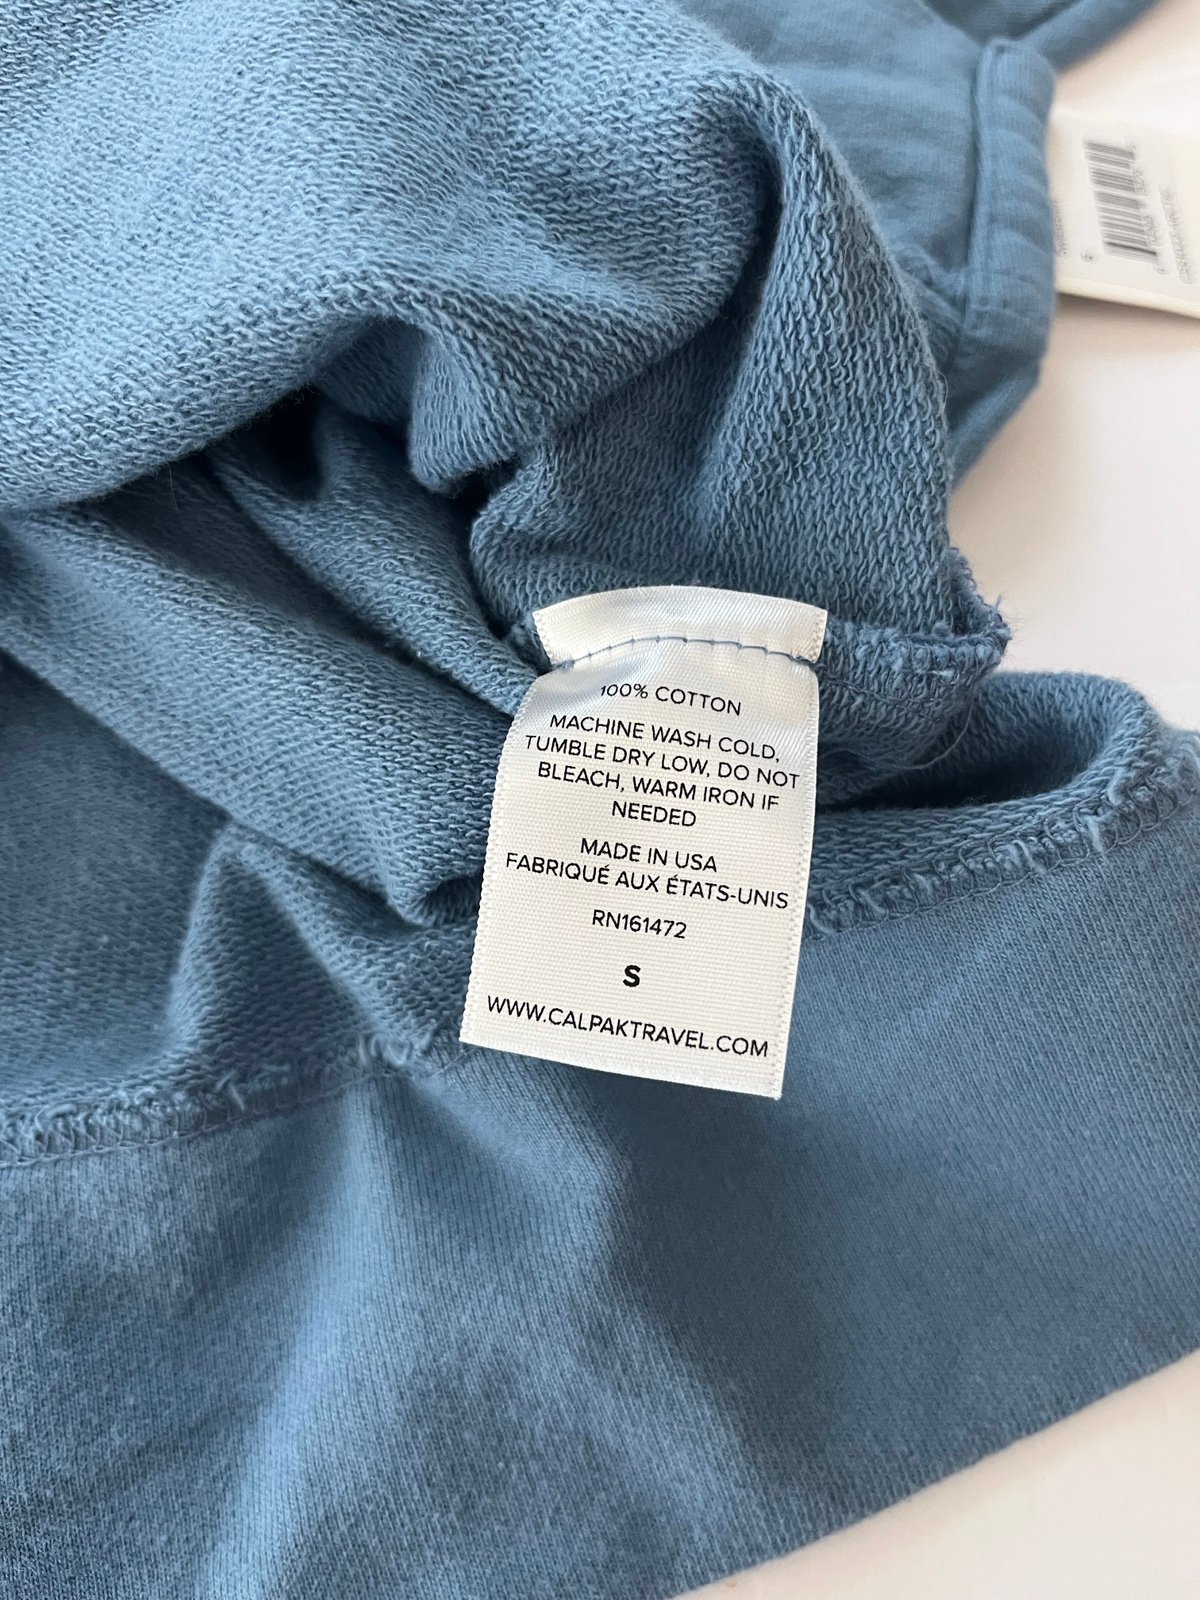 100% COTTON
MACHINE WASH COLD,
TUMBLE DRY LOW, DO NOT
BLEACH, WARM IRON IF
NEEDED
MADE IN USA
FABRIQUÉ AUX ÉTATS-UNIS
RN161472
S
WWW.CALPAKTRAVEL.COM